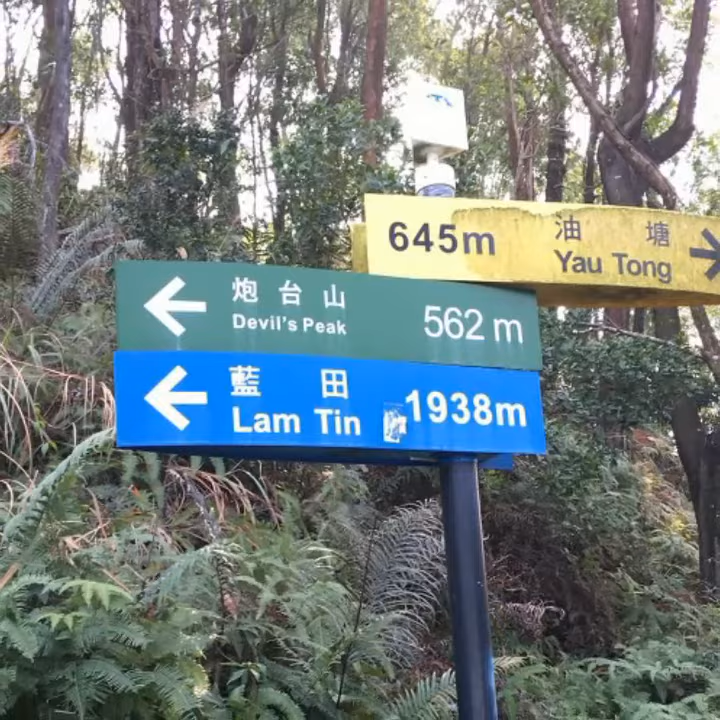 645m 油 塘
Yau Tong
炮 台 山
Devil's Peak
562 m
藍 田
Lam Tin
1938m